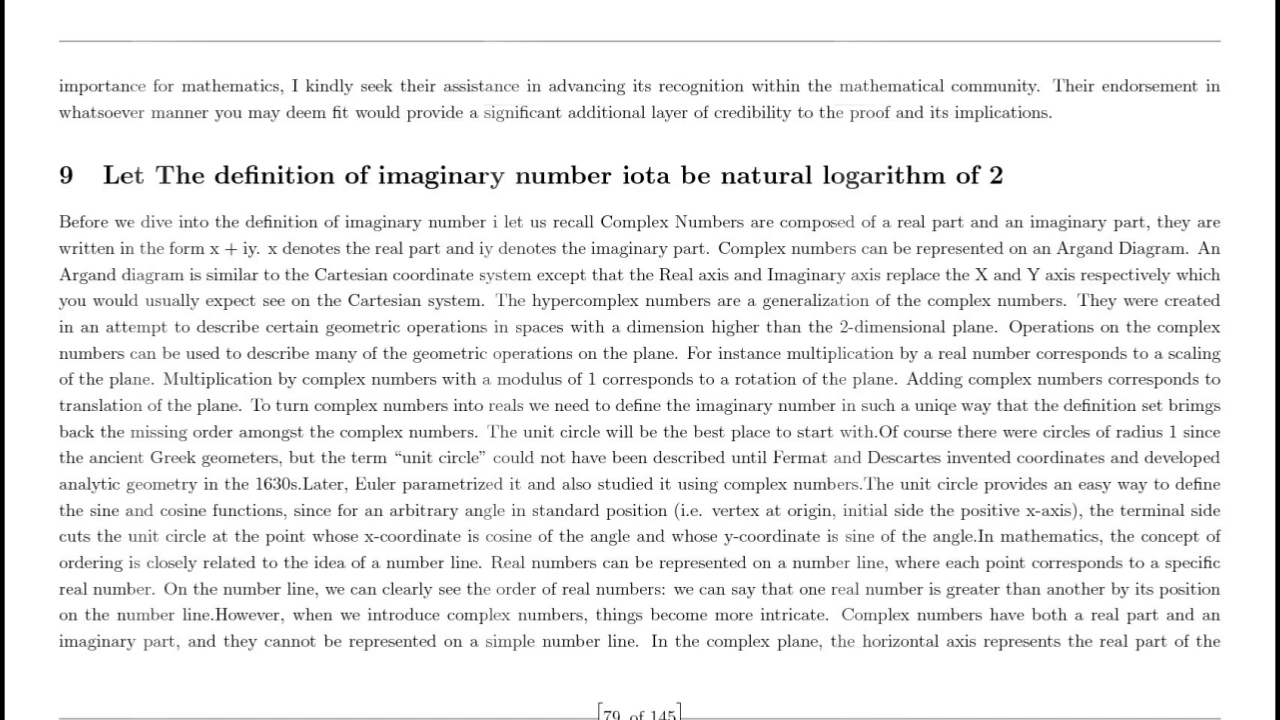 importance for mathematics, I kindly seek their assistance in advancing its recognition within the mathematical community. Their endorsement in
whatsoever manner you may deem fit would provide a significant additional layer of credibility to the proof and its implications.
9 Let The definition of imaginary number iota be natural logarithm of 2
Before we dive into the definition of imaginary number i let us recall Complex Numbers are composed of a real part and an imaginary part, they are
written in the form x + iy. x denotes the real part and iy denotes the imaginary part. Complex numbers can be represented on an Argand Diagram. An
Argand diagram is similar to the Cartesian coordinate system except that the Real axis and Imaginary axis replace the X and Y axis respectively which
you would usually expect see on the Cartesian system. The hypercomplex numbers are a generalization of the complex numbers. They were created
in an attempt to describe certain geometric operations in spaces with a dimension higher than the 2-dimensional plane. Operations on the complex
numbers can be used to describe many of the geometric operations on the plane. For instance multiplication by a real number corresponds to a scaling
of the plane. Multiplication by complex numbers with a modulus of 1 corresponds to a rotation of the plane. Adding complex numbers corresponds to
translation of the plane. To turn complex numbers into reals we need to define the imaginary number in such a uniqe way that the definition set brimgs
back the missing order amongst the complex numbers. The unit circle will be the best place to start with.Of course there were circles of radius 1 since
the ancient Greek geometers, but the term “unit circle” could not have been described until Fermat and Descartes invented coordinates and developed
analytic geometry in the 1630s.Later, Euler parametrized it and also studied it using complex numbers.The unit circle provides an easy way to define
the sine and cosine functions, since for an arbitrary angle in standard position (i.e. vertex at origin, initial side the positive x-axis), the terminal side
cuts the unit circle at the point whose x-coordinate is cosine of the angle and whose y-coordinate is sine of the angle.In mathematics, the concept of
ordering is closely related to the idea of a number line. Real numbers can be represented on a number line, where each point corresponds to a specific
real number. On the number line, we can clearly see the order of real numbers: we can say that one real number is greater than another by its position
on the number line.However, when we introduce complex numbers, things become more intricate. Complex numbers have both a real part and an
imaginary part, and they cannot be represented on a simple number line. In the complex plane, the horizontal axis represents the real part of the
79 of 145